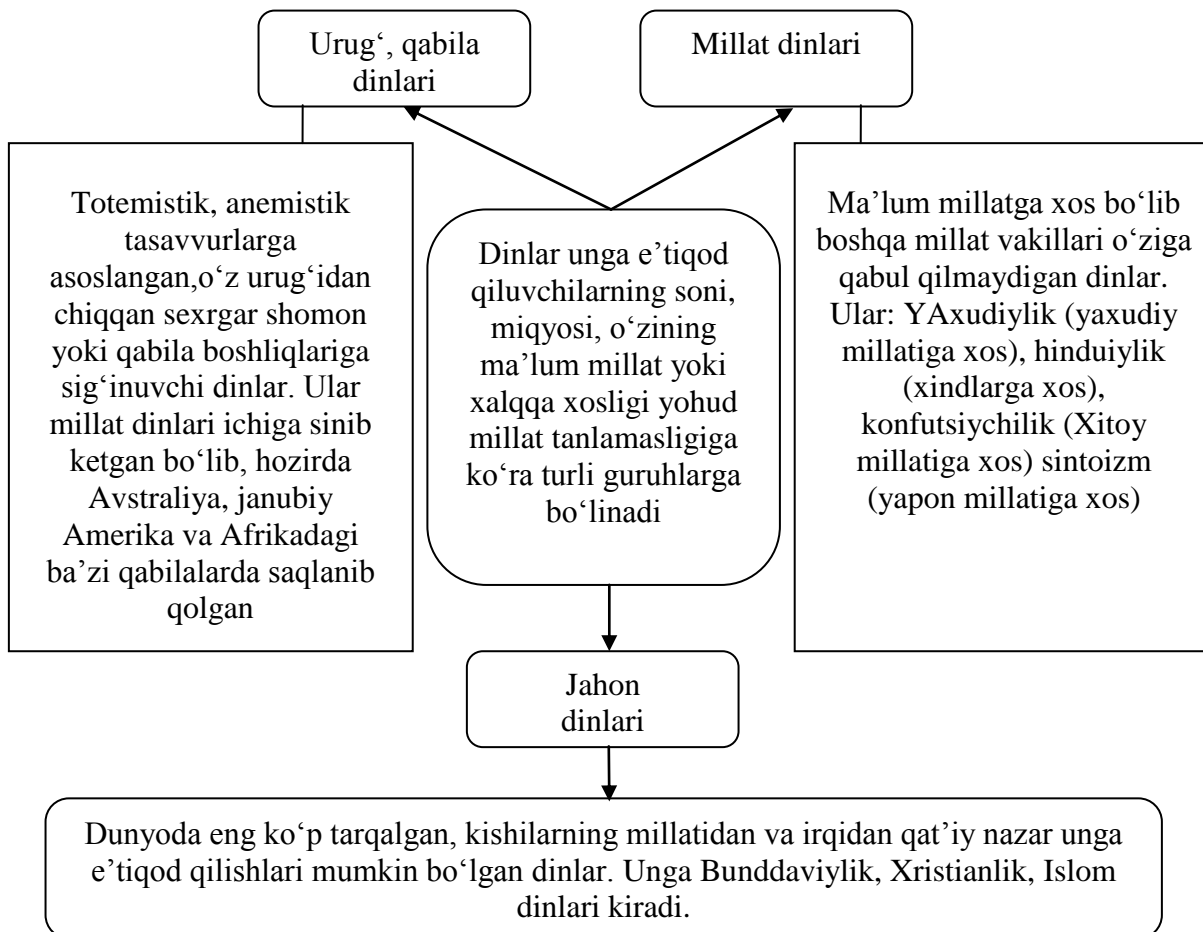 Urug‘, qabila
dinlari
Millat dinlari
Totemistik, anemistik
tasavvurlarga
asoslangan,o‘z urug‘idan
chiqqan sexrgar shomon
yoki qabila boshliqlariga
sig‘inuvchi dinlar. Ular
millat dinlari ichiga sinib
ketgan bo‘lib, hozirda
Avstraliya, janubiy
Amerika va Afrikadagi
ba’zi qabilalarda saqlanib
qolgan
Dinlar unga e’tiqod
qiluvchilarning soni,
miqyosi, o‘zining
ma’lum millat yoki
xalqqa xosligi yohud
millat tanlamasligiga
ko‘ra turli guruhlarga
bo‘linadi
Ma’lum millatga xos bo‘lib
boshqa millat vakillari o‘ziga
qabul qilmaydigan dinlar.
Ular: YAxudiylik (yaxudiy
millatiga xos), hinduiylik
(xindlarga xos),
konfutsiychilik (Xitoy
millatiga xos) sintoizm
(yapon millatiga xos)
Jahon
dinlari
Dunyoda eng ko‘p tarqalgan, kishilarning millatidan va irqidan qat’iy nazar unga
e’tiqod qilishlari mumkin bo‘lgan dinlar. Unga Bunddaviylik, Xristianlik, Islom
dinlari kiradi.